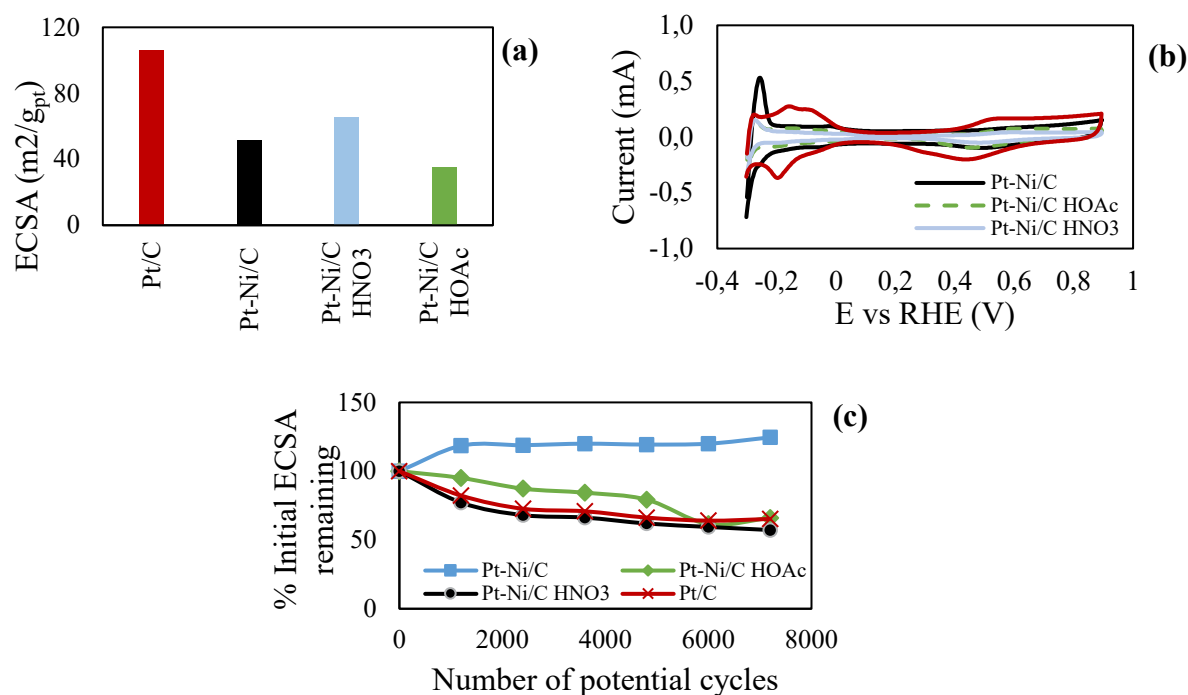 (a)
ECSA (m2/gpt)
120
80
40
0
Pt/C
Pt-Ni/C
Pt-Ni/C
HNO3
Pt-Ni/C
HOAc
(b)
Current (mA)
1,0
0,5
0,0
-0,5
-1,0
-0,4 -0,2 0 0,2 0,4 0,6 0,8 1
E vs RHE (V)
Pt-Ni/C
Pt-Ni/C HOAc
Pt-Ni/C HNO3
(c)
% Initial ECSA
remaining
150
100
50
0
0 2000 4000 6000 8000
Number of potential cycles
Pt-Ni/C Pt-Ni/C HOAc
Pt-Ni/C HNO3 Pt/C